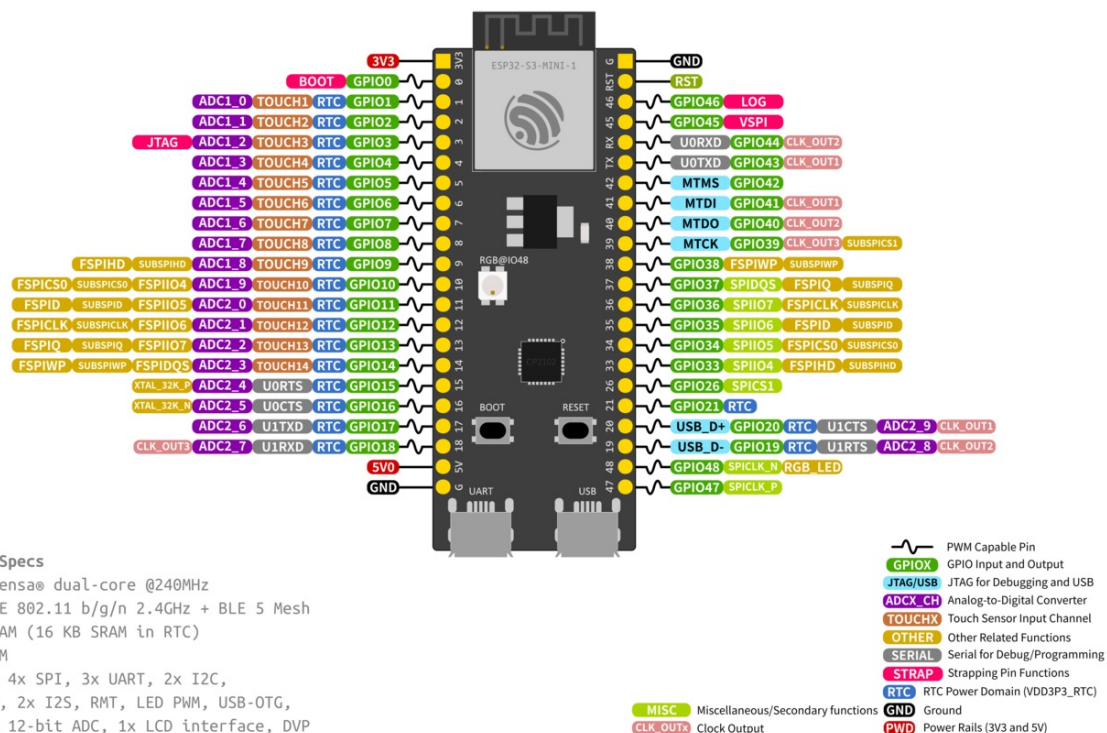 ESP32-S3-MINI-1
3V3 3V3 G GND
BOOT GPIO0 0 RST RST
ADC1_0 TOUCH1 RTC GPIO1 1 46 GPIO46 LOG
ADC1_1 TOUCH2 RTC GPIO2 2 45 GPIO45 VSPI
JTAG ADC1_2 TOUCH3 RTC GPIO3 3 RX U0RXD GPIO44 CLK_OUT2
ADC1_3 TOUCH4 RTC GPIO4 4 TX U0TXD GPIO43 CLK_OUT1
ADC1_4 TOUCH5 RTC GPIO5 5 42 MTMS GPIO42
ADC1_5 TOUCH6 RTC GPIO6 6 41 MTDI GPIO41 CLK_OUT1
ADC1_6 TOUCH7 RTC GPIO7 7 40 MTDO GPIO40 CLK_OUT2
ADC1_7 TOUCH8 RTC GPIO8 8 39 MTCK GPIO39 CLK_OUT3 SUBSPICS1
RGB@IO48
FSPIHD SUBSPIHD ADC1_8 TOUCH9 RTC GPIO9 9 38 GPIO38 FSPIWP SUBSPIWP
FSPICS0 SUBSPICS0 FSPIIO4 ADC1_9 TOUCH10 RTC GPIO10 10 37 GPIO37 SPIDQS FSPIQ SUBSPIQ
FSPID SUBSPID FSPIIO5 ADC2_0 TOUCH11 RTC GPIO11 11 36 GPIO36 SPIIO7 FSPICLK SUBSPICLK
FSPICLK SUBSPICLK FSPIIO6 ADC2_1 TOUCH12 RTC GPIO12 12 35 GPIO35 SPIIO6 FSPID SUBSPID
FSPIQ SUBSPIQ FSPIIO7 ADC2_2 TOUCH13 RTC GPIO13 13 34 GPIO34 SPIIO5 FSPICS0 SUBSPICS0
CP2102
FSPIWP SUBSPIWP FSPIDQS ADC2_3 TOUCH14 RTC GPIO14 14 33 GPIO33 SPIIO4 FSPIHD SUBSPIHD
XTAL_32K_P ADC2_4 U0RTS RTC GPIO15 15 26 GPIO26 SPICS1
XTAL_32K_N ADC2_5 U0CTS RTC GPIO16 16 BOOT RESET 21 GPIO21 RTC
ADC2_6 U1TXD RTC GPIO17 17 20 USB_D+ GPIO20 RTC U1CTS ADC2_9 CLK_OUT1
CLK_OUT3 ADC2_7 U1RXD RTC GPIO18 18 19 USB_D- GPIO19 RTC U1RTS ADC2_8 CLK_OUT2
5V0 5V 48 GPIO48 SPICLK_N RGB_LED
GND G UART USB 47 GPIO47 SPICLK_P
Specs
ensa® dual-core @240MHz
E 802.11 b/g/n 2.4GHz + BLE 5 Mesh
AM (16 KB SRAM in RTC)
M
4x SPI, 3x UART, 2x I2C,
, 2x I2S, RMT, LED PWM, USB-OTG,
12-bit ADC, 1x LCD interface, DVP
PWM Capable Pin
GPIOX GPIO Input and Output
JTAG/USB JTAG for Debugging and USB
ADCX_CH Analog-to-Digital Converter
TOUCHX Touch Sensor Input Channel
OTHER Other Related Functions
SERIAL Serial for Debug/Programming
STRAP Strapping Pin Functions
RTC RTC Power Domain (VDD3P3_RTC)
MISC Miscellaneous/Secondary functions GND Ground
CLK_OUTx Clock Output PWD Power Rails (3V3 and 5V)